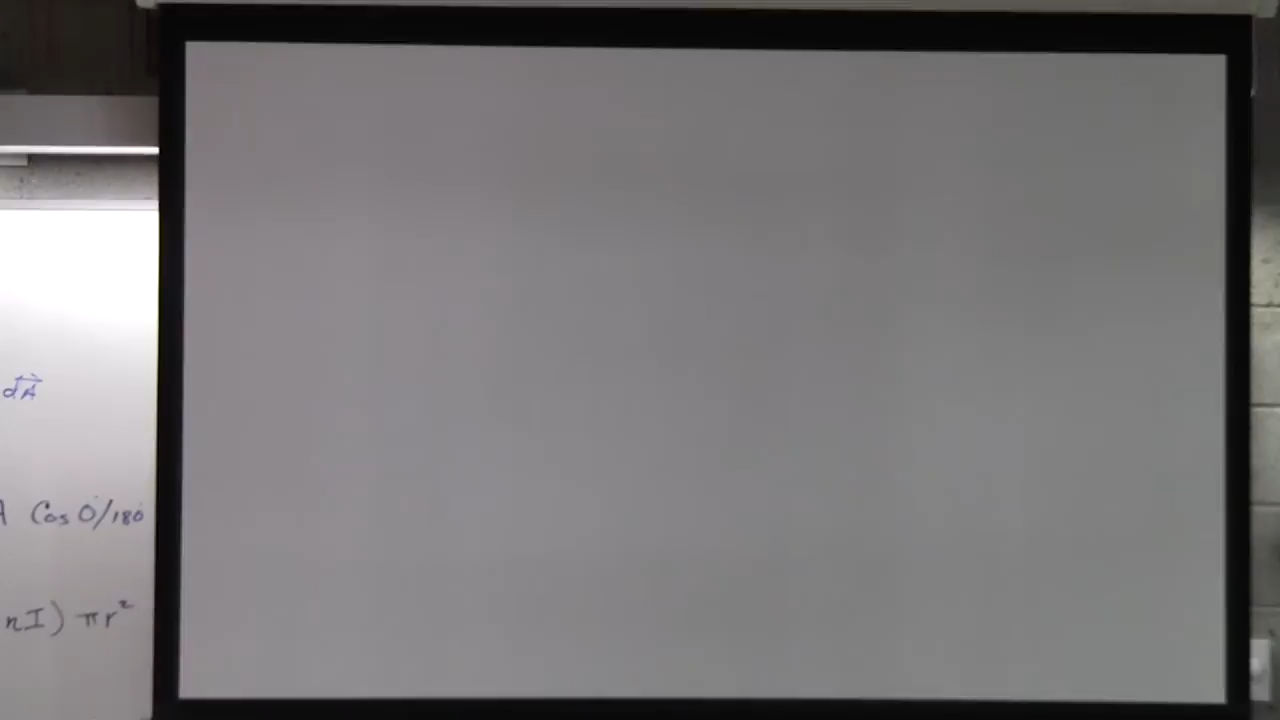 dA
Cos 0°/180°
nI) πr²